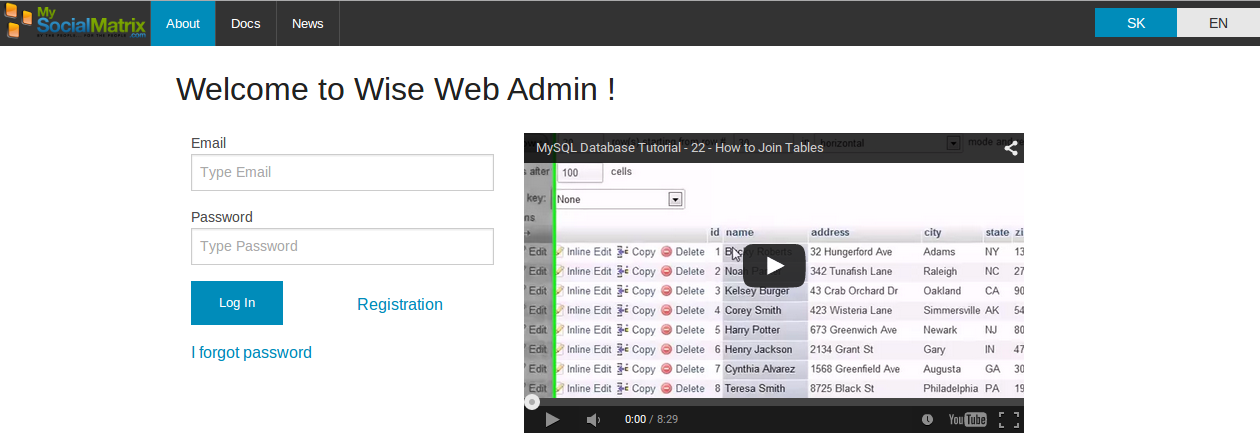 My
SocialMatrix
.com
About
Docs
News
SK
EN
Welcome to Wise Web Admin !
Email
Type Email
Password
Type Password
Log In
Registration
I forgot password
MySQL Database Tutorial - 22 - How to Join Tables
horizontal
mode and
s after 100 cells
key: None
ns
id name address city state zi
Edit Inline Edit Copy Delete 1 32 Hungerford Ave Adams NY 13
Edit Inline Edit Copy Delete 2 342 Tunafish Lane Raleigh NC 27
Edit Inline Edit Copy Delete 3 Kelsey Burger 43 Crab Orchard Dr Oakland CA 90
Edit Inline Edit Copy Delete 4 Corey Smith 423 Wisteria Lane Simmersville AK 54
Edit Inline Edit Copy Delete 5 Harry Potter 673 Greenwich Ave Newark NJ 80
Edit Inline Edit Copy Delete 6 Henry Jackson 2134 Grant St Gary IN 47
Edit Inline Edit Copy Delete 7 Cynthia Alvarez 1568 Greenfield Ave Augusta GA 30
Edit Inline Edit Copy Delete 8 Teresa Smith 8725 Black St Philadelphia PA 19
0:00 / 8:29
YouTube